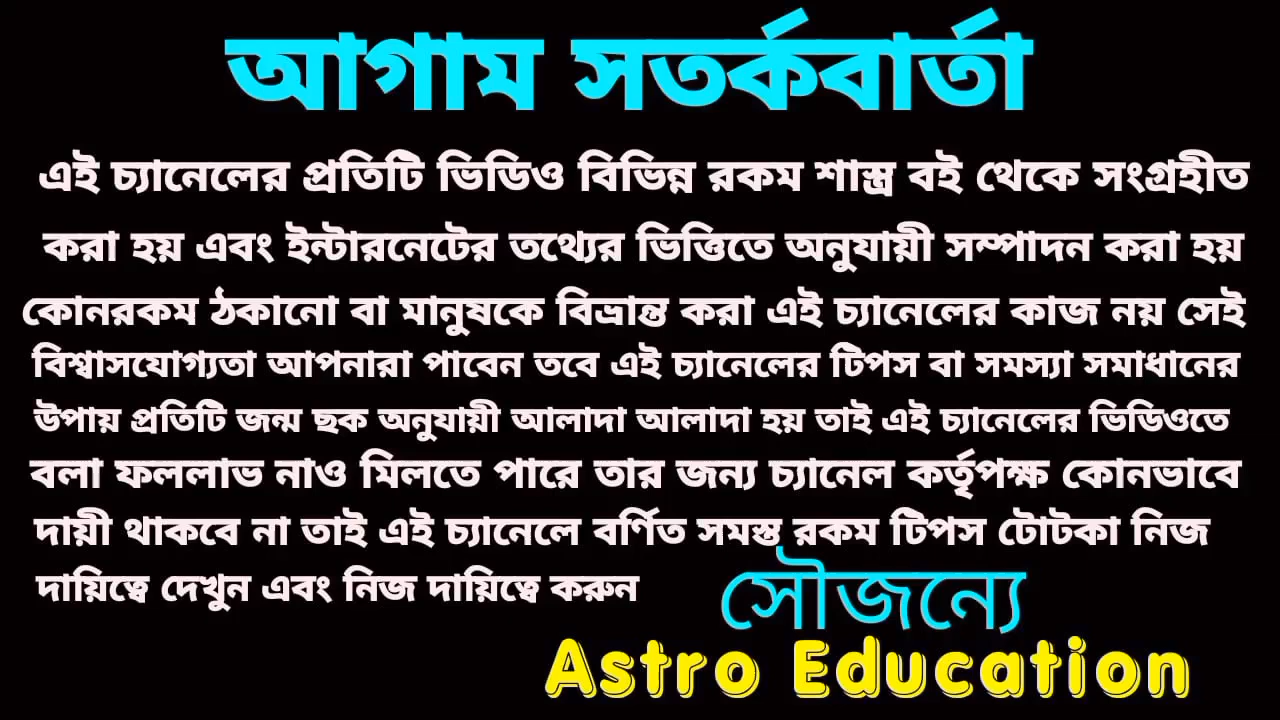 আগাম সতর্কবার্তা
এই চ্যানেলের প্রতিটি ভিডিও বিভিন্ন রকম শাস্ত্র বই থেকে সংগ্রহীত
করা হয় এবং ইন্টারনেটের তথ্যের ভিত্তিতে অনুযায়ী সম্পাদন করা হয়
কোনরকম ঠকানো বা মানুষকে বিভ্রান্ত করা এই চ্যানেলের কাজ নয় সেই
বিশ্বাসযোগ্যতা আপনারা পাবেন তবে এই চ্যানেলের টিপস বা সমস্যা সমাধানের
উপায় প্রতিটি জন্ম ছক অনুযায়ী আলাদা আলাদা হয় তাই এই চ্যানেলের ভিডিওতে
বলা ফললাভ নাও মিলতে পারে তার জন্য চ্যানেল কর্তৃপক্ষ কোনভাবে
দায়ী থাকবে না তাই এই চ্যানেলে বর্ণিত সমস্ত রকম টিপস টোটকা নিজ
দায়িত্বে দেখুন এবং নিজ দায়িত্বে করুন
সৌজন্যে
Astro Education